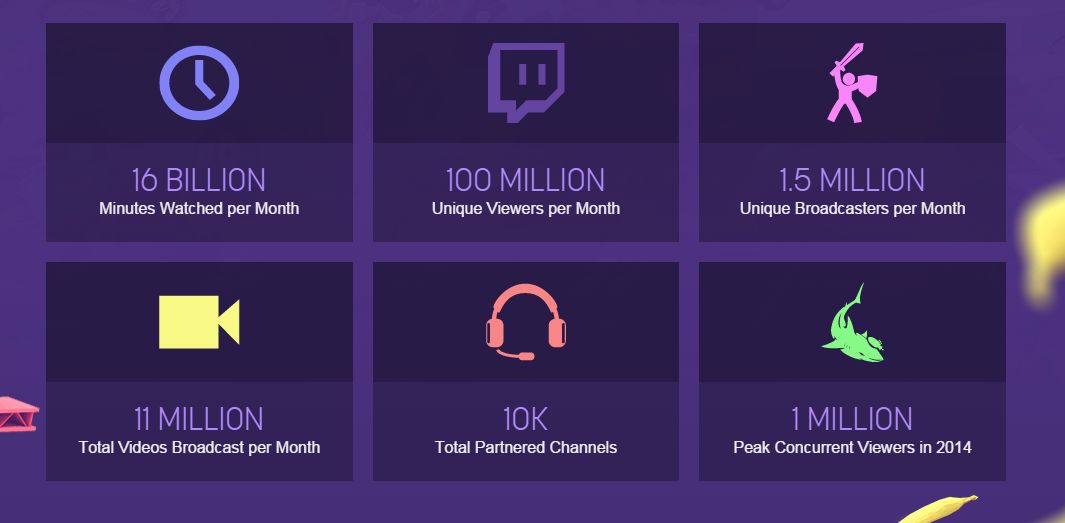 16 BILLION
Minutes Watched per Month
100 MILLION
Unique Viewers per Month
1.5 MILLION
Unique Broadcasters per Month
11 MILLION
Total Videos Broadcast per Month
10K
Total Partnered Channels
1 MILLION
Peak Concurrent Viewers in 2014